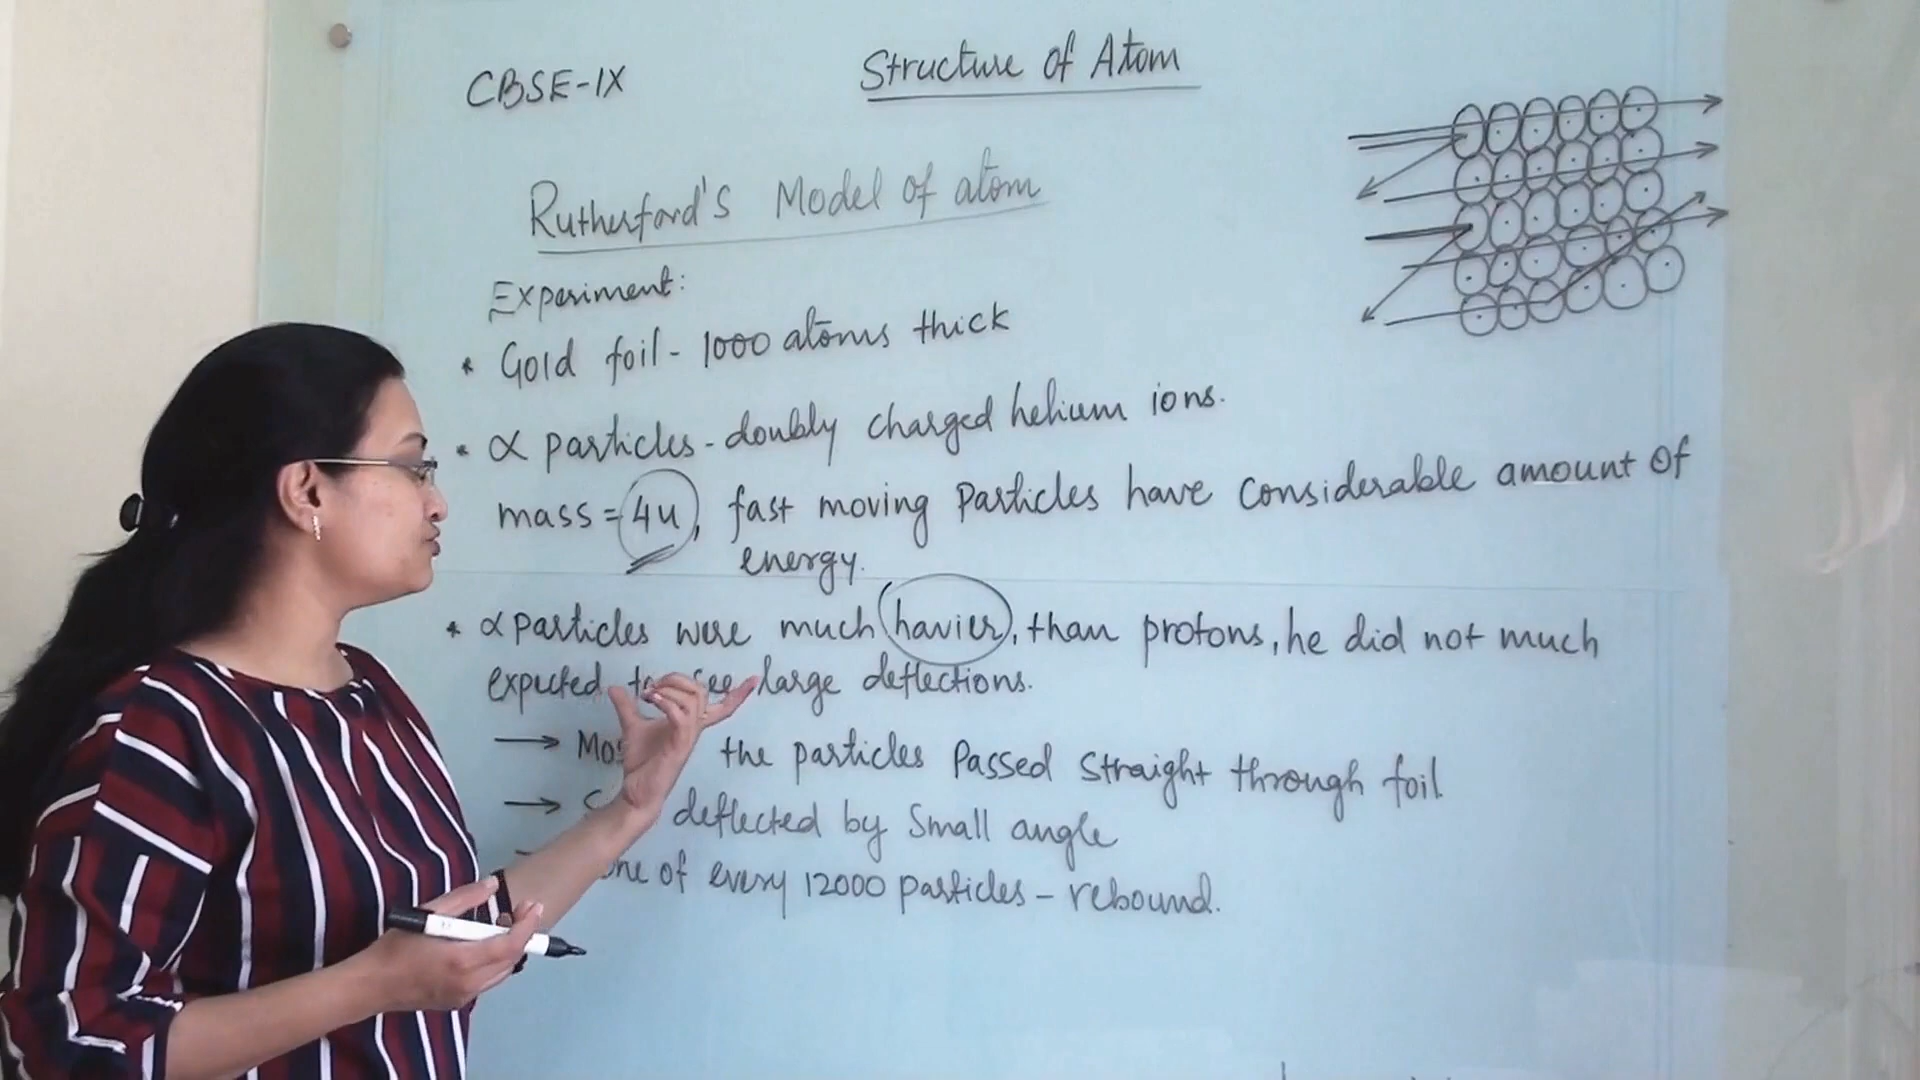 CBSE-IX
Structure of Atom
Rutherford's Model of atom
Experiment:
* Gold foil - 1000 atoms thick
* α particles - doubly charged helium ions.
mass = 4u, fast moving particles have considerable amount of
energy.
* α particles were much havier, than protons, he did not much
expected to see large deflections.
→ the particles Passed straight through foil.
→ deflected by small angle
of every 12000 particles - rebound.